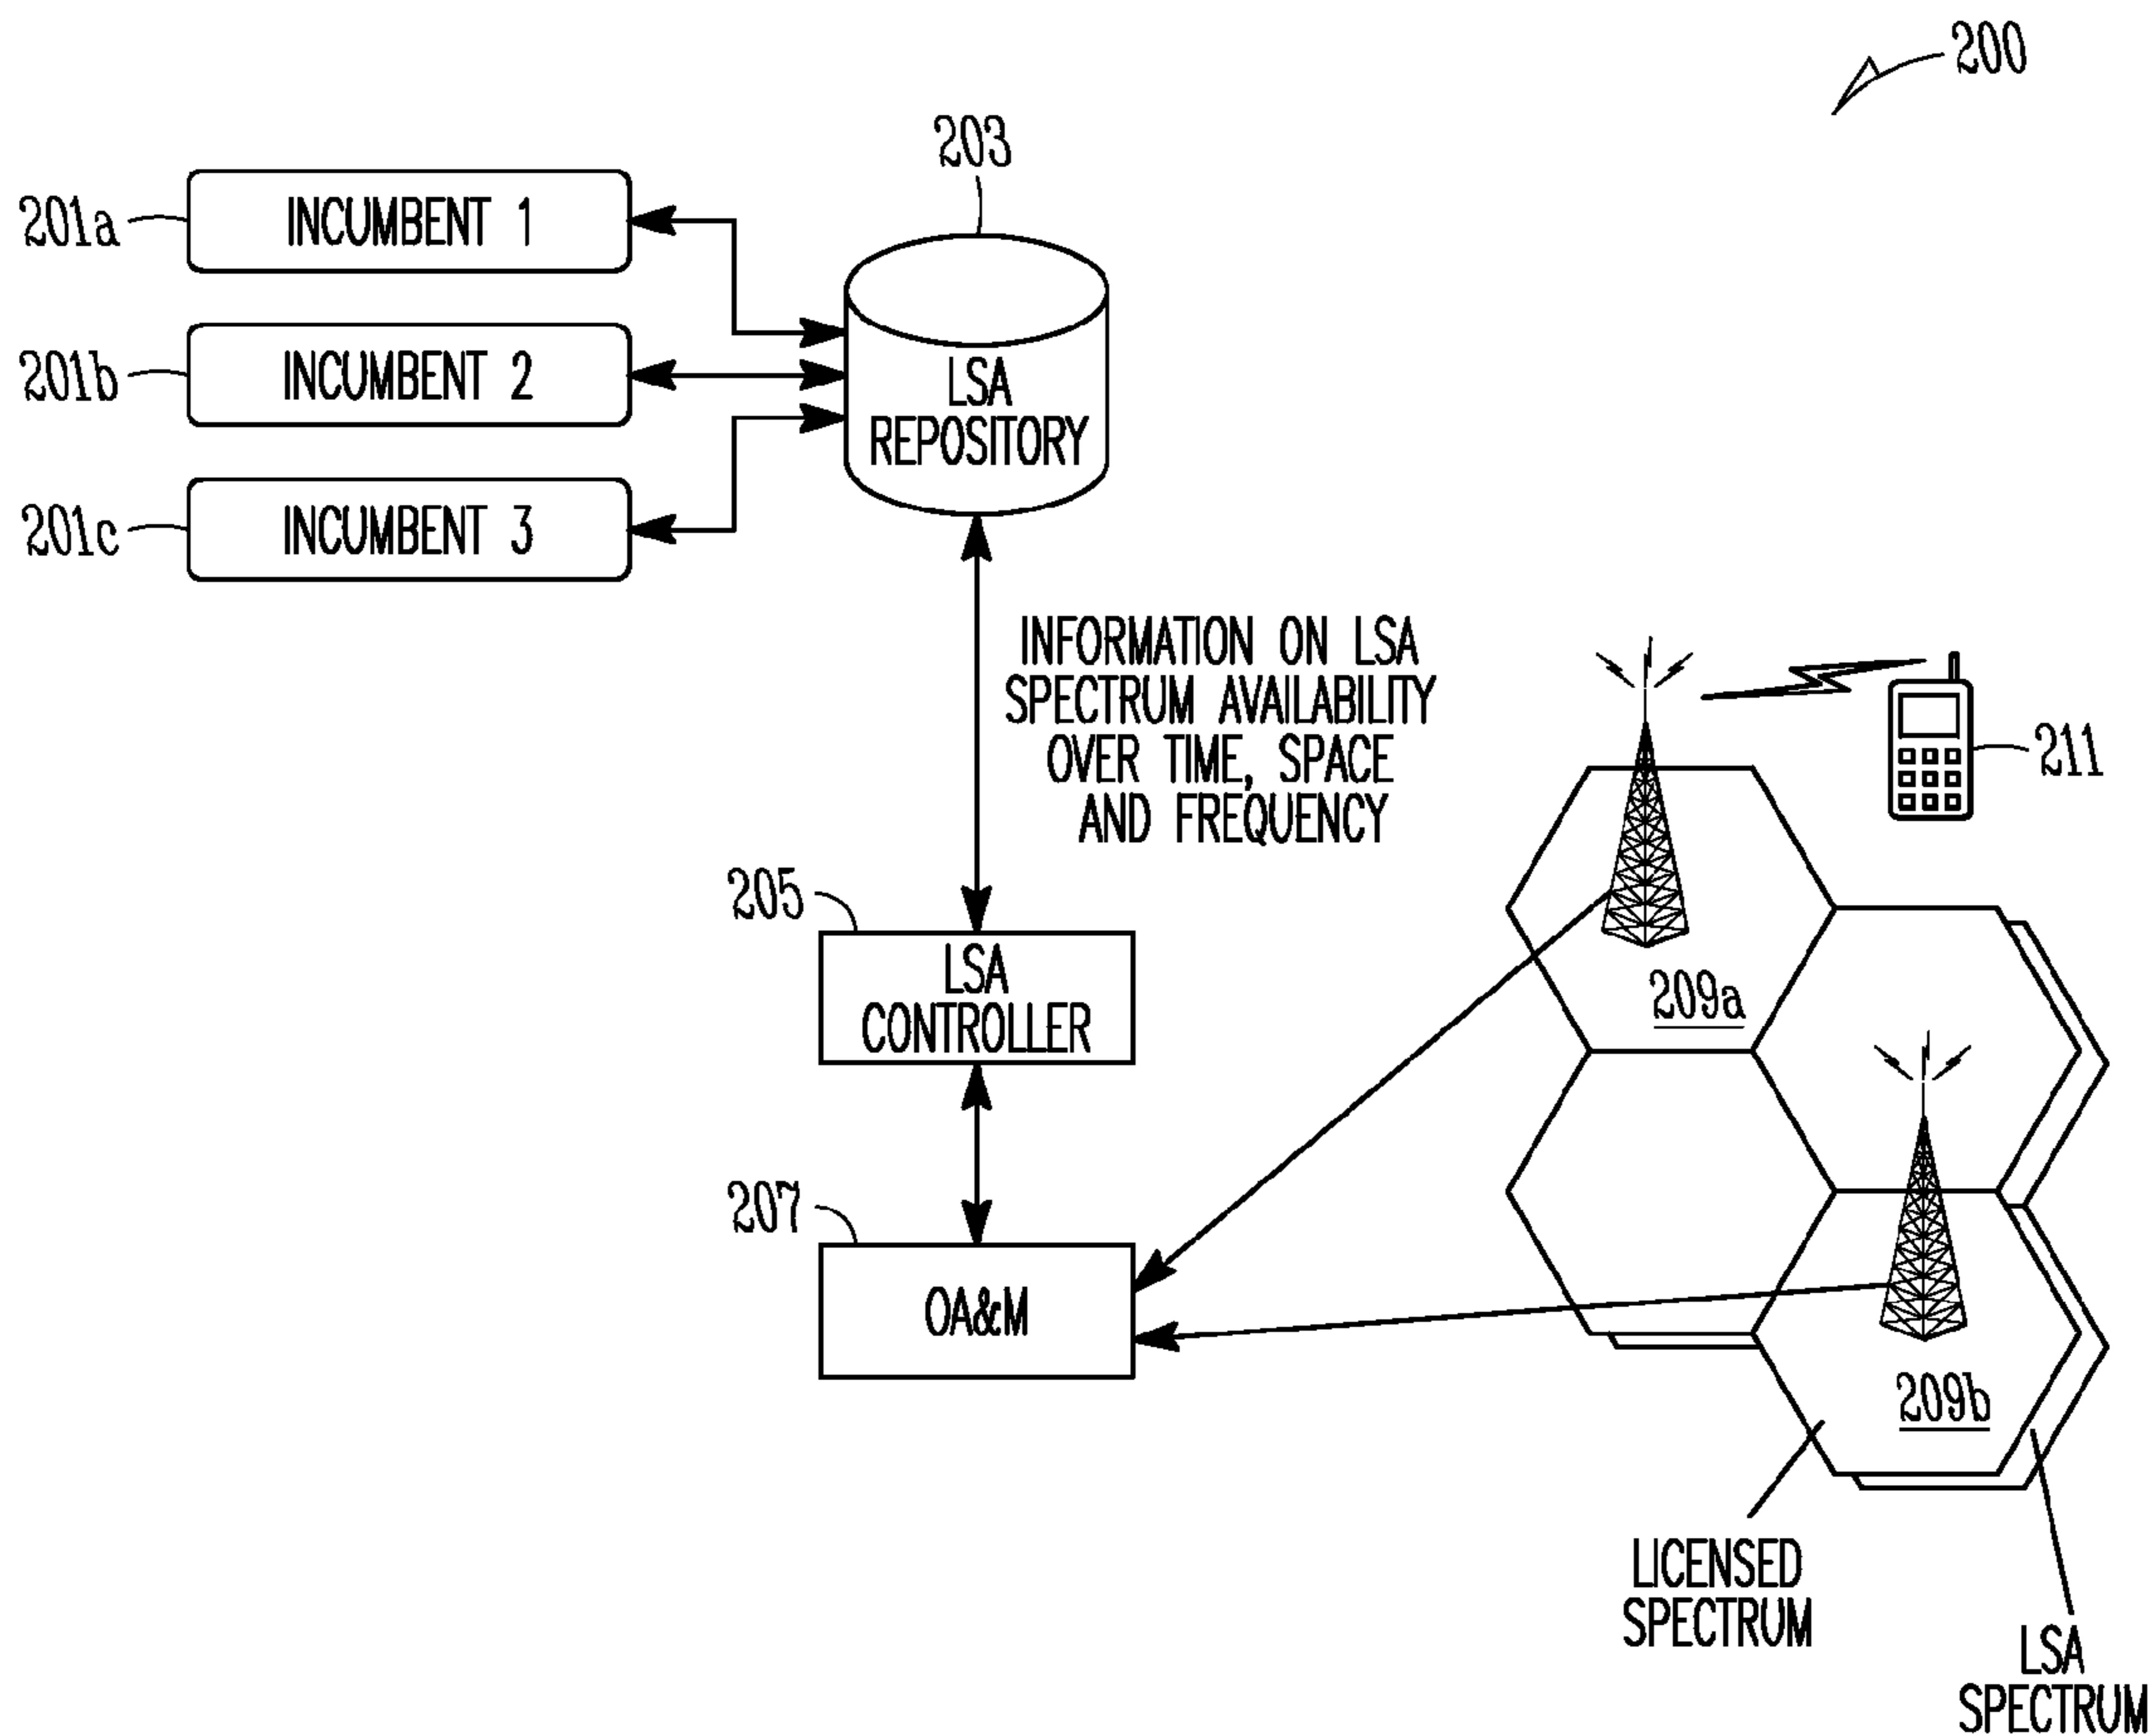 200
203
201a
INCUMBENT 1
201b
INCUMBENT 2
201c
INCUMBENT 3
LSA
REPOSITORY
INFORMATION ON LSA
SPECTRUM AVAILABILITY
OVER TIME, SPACE
AND FREQUENCY
211
205
LSA
CONTROLLER
209a
207
OA&M
209b
LICENSED
SPECTRUM
LSA
SPECTRUM